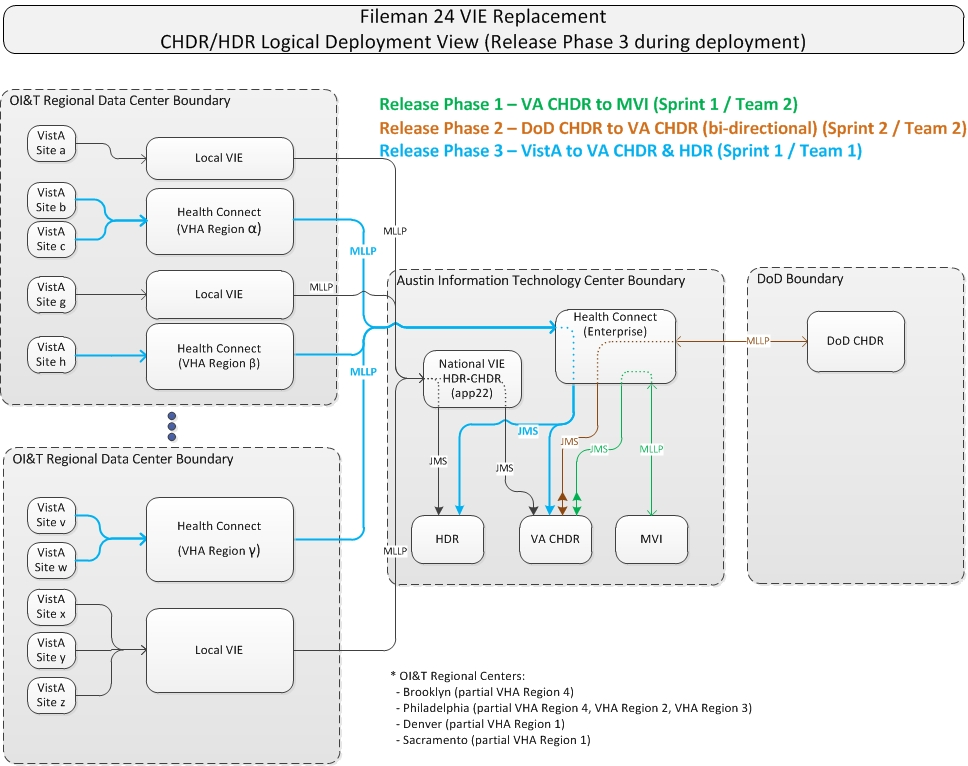 Fileman 24 VIE Replacement
CHDR/HDR Logical Deployment View (Release Phase 3 during deployment)
Release Phase 1 – VA CHDR to MVI (Sprint 1 / Team 2)
Release Phase 2 – DoD CHDR to VA CHDR (bi-directional) (Sprint 2 / Team 2)
Release Phase 3 – VistA to VA CHDR & HDR (Sprint 1 / Team 1)
OI&T Regional Data Center Boundary
VistA
Site a
Local VIE
VistA
Site b
VistA
Site c
Health Connect
(VHA Region α)
VistA
Site g
Local VIE
VistA
Site h
Health Connect
(VHA Region β)
MLLP
MLLP
MLLP
MLLP
MLLP
OI&T Regional Data Center Boundary
VistA
Site v
VistA
Site w
Health Connect
(VHA Region γ)
VistA
Site x
VistA
Site y
VistA
Site z
Local VIE
Austin Information Technology Center Boundary
Health Connect
(Enterprise)
National VIE
HDR-CHDR
(app22)
JMS
JMS
JMS
JMS
JMS
MLLP
HDR
VA CHDR
MVI
MLLP
DoD Boundary
DoD CHDR
* OI&T Regional Centers:
- Brooklyn (partial VHA Region 4)
- Philadelphia (partial VHA Region 4, VHA Region 2, VHA Region 3)
- Denver (partial VHA Region 1)
- Sacramento (partial VHA Region 1)